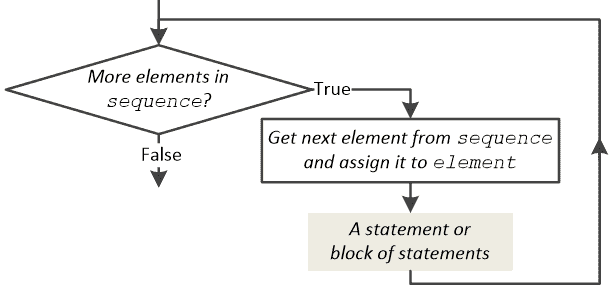 More elements in
sequence?
True
False
Get next element from sequence
and assign it to element
A statement or
block of statements